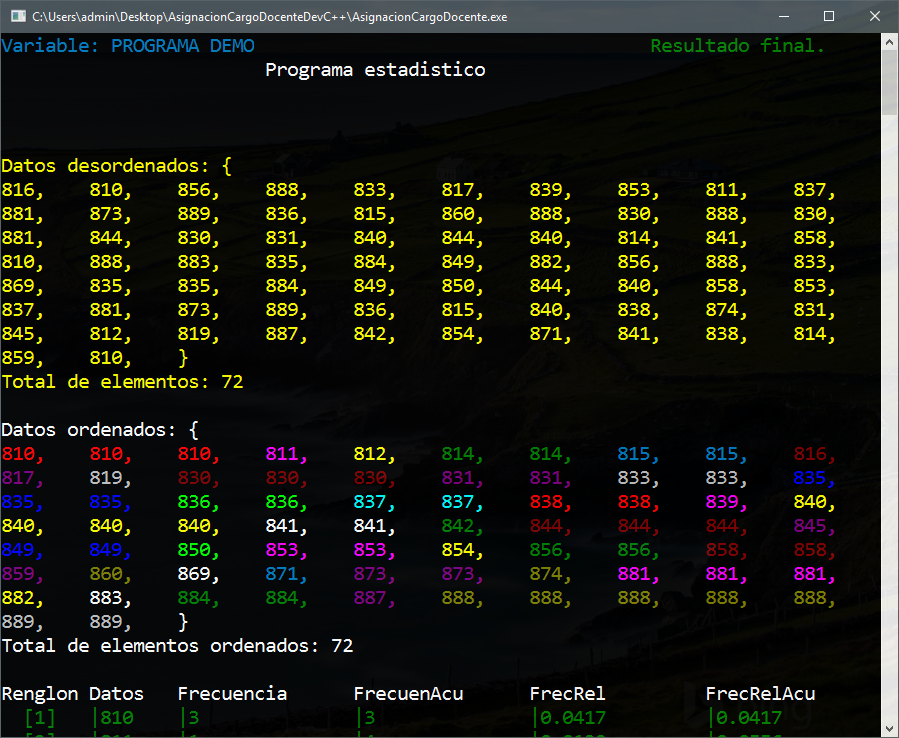 C:\Users\admin\Desktop\AsignacionCargoDocenteDevC++\AsignacionCargoDocente.exe
Variable: PROGRAMA DEMO Resultado final.
Programa estadistico
Datos desordenados: {
816, 810, 856, 888, 833, 817, 839, 853, 811, 837,
881, 873, 889, 836, 815, 860, 888, 830, 888, 830,
881, 844, 830, 831, 840, 844, 840, 814, 841, 858,
810, 888, 883, 835, 884, 849, 882, 856, 888, 833,
869, 835, 835, 884, 849, 850, 844, 840, 858, 853,
837, 881, 873, 889, 836, 815, 840, 838, 874, 831,
845, 812, 819, 887, 842, 854, 871, 841, 838, 814,
859, 810, }
Total de elementos: 72
Datos ordenados: {
810, 810, 810, 811, 812, 814, 814, 815, 815, 816,
817, 819, 830, 830, 830, 831, 831, 833, 833, 835,
835, 835, 836, 836, 837, 837, 838, 838, 839, 840,
840, 840, 840, 841, 841, 842, 844, 844, 844, 845,
849, 849, 850, 853, 853, 854, 856, 856, 858, 858,
859, 860, 869, 871, 873, 873, 874, 881, 881, 881,
882, 883, 884, 884, 887, 888, 888, 888, 888, 888,
889, 889, }
Total de elementos ordenados: 72
Renglon Datos Frecuencia FrecuenAcu FrecRel FrecRelAcu
[1] |810 |3 |3 |0.0417 |0.0417